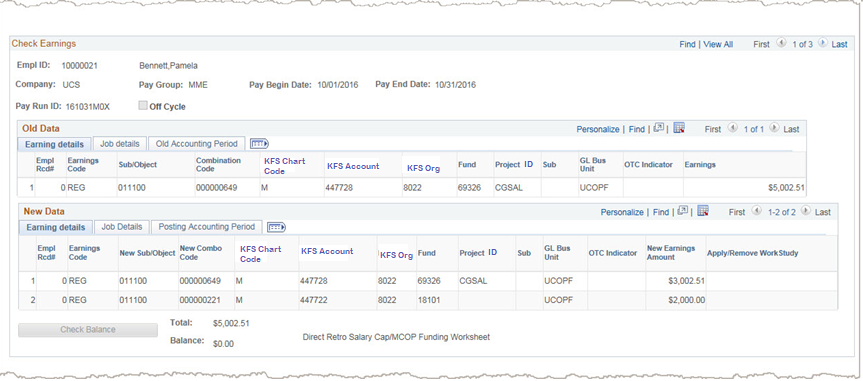 Check Earnings Find | View All First 1 of 3 Last
Empl ID: 10000021 Bennett,Pamela
Company: UCS Pay Group: MME Pay Begin Date: 10/01/2016 Pay End Date: 10/31/2016
Pay Run ID: 161031M0X Off Cycle
Old Data Personalize | Find | First 1 of 1 Last
Earning details Job details Old Accounting Period
Empl Rcd# Earnings Code Sub/Object Combination Code KFS Chart Code KFS Account KFS Org Fund Project ID Sub GL Bus Unit OTC Indicator Earnings
1 0 REG 011100 000000649 M 447728 8022 69326 CGSAL UCOPF $5,002.51
New Data Personalize | Find | First 1-2 of 2 Last
Earning details Job Details Posting Accounting Period
Empl Rcd# Earnings Code New Sub/Object New Combo Code KFS Chart Code KFS Account KFS Org Fund Project ID Sub GL Bus Unit OTC Indicator New Earnings Amount Apply/Remove WorkStudy
1 0 REG 011100 000000649 M 447728 8022 69326 CGSAL UCOPF $3,002.51
2 0 REG 011100 000000221 M 447722 8022 18101 UCOPF $2,000.00
Check Balance Total: $5,002.51
Balance: $0.00 Direct Retro Salary Cap/MCOP Funding Worksheet